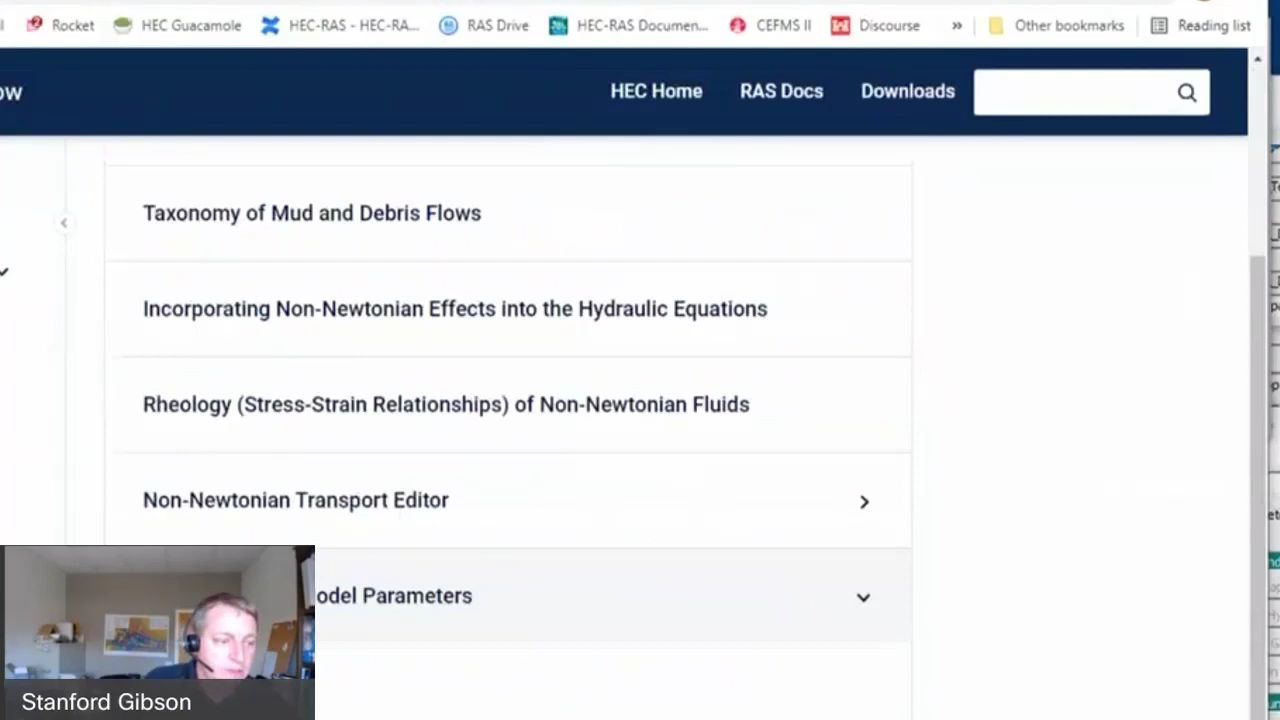 Rocket HEC Guacamole HEC-RAS - HEC-RA... RAS Drive HEC-RAS Documen... CEFMS II Discourse » Other bookmarks Reading list
ow HEC Home RAS Docs Downloads
Taxonomy of Mud and Debris Flows
Incorporating Non-Newtonian Effects into the Hydraulic Equations
Rheology (Stress-Strain Relationships) of Non-Newtonian Fluids
Non-Newtonian Transport Editor
odel Parameters
Stanford Gibson